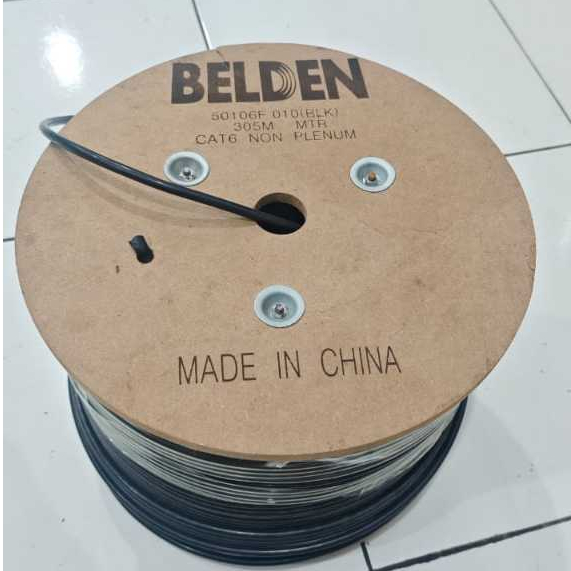 BELDEN
50106F 010(BLK)
305M MTR
CAT6 NON PLENUM
MADE IN CHINA